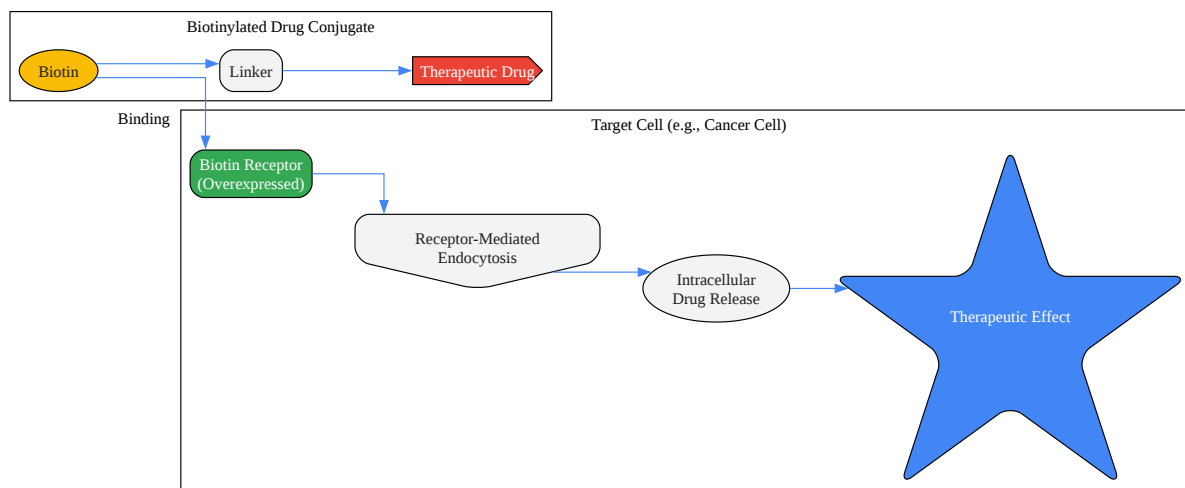 Biotinylated Drug Conjugate
Biotin
Linker
Therapeutic Drug
Binding
Target Cell (e.g., Cancer Cell)
Biotin Receptor
(Overexpressed)
Receptor-Mediated
Endocytosis
Intracellular
Drug Release
Therapeutic Effect